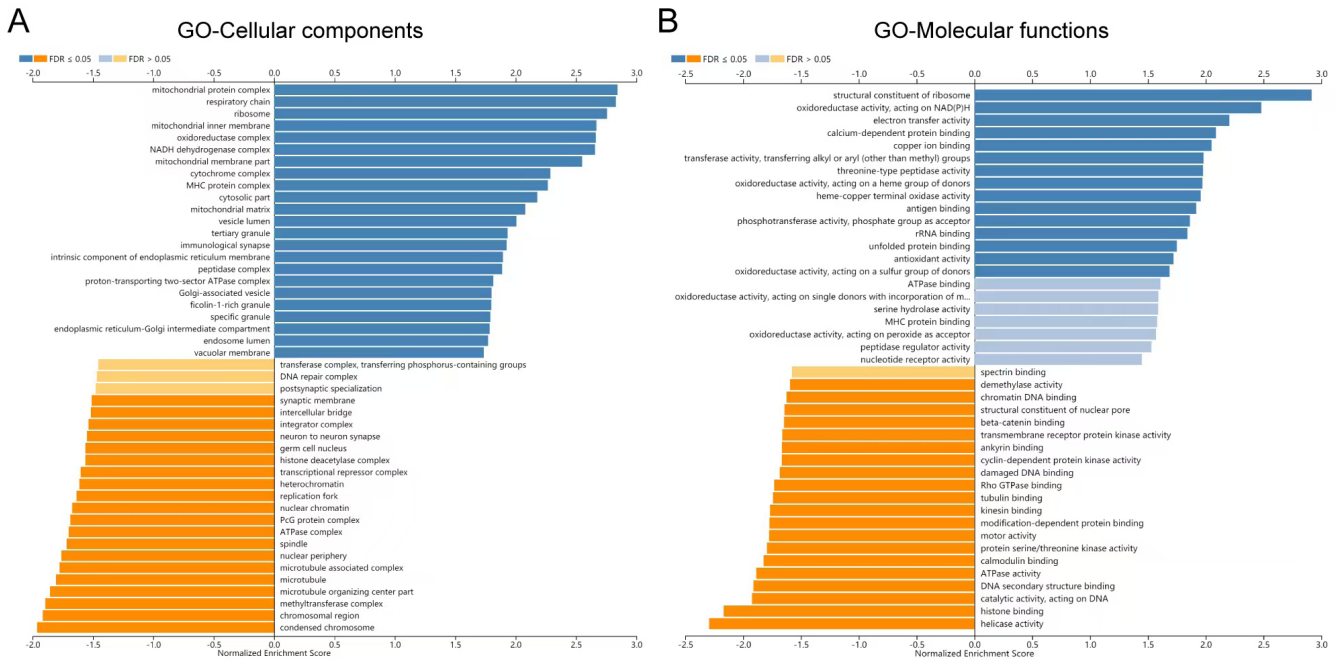 A
GO-Cellular components
FDR ≤ 0.05 FDR > 0.05
-2.0 -1.5 -1.0 -0.5 0.0 0.5 1.0 1.5 2.0 2.5 3.0
mitochondrial protein complex
respiratory chain
ribosome
mitochondrial inner membrane
oxidoreductase complex
NADH dehydrogenase complex
mitochondrial membrane part
cytochrome complex
MHC protein complex
cytosolic part
mitochondrial matrix
vesicle lumen
tertiary granule
immunological synapse
intrinsic component of endoplasmic reticulum membrane
peptidase complex
proton-transporting two-sector ATPase complex
Golgi-associated vesicle
ficolin-1-rich granule
specific granule
endoplasmic reticulum-Golgi intermediate compartment
endosome lumen
vacuolar membrane
transferase complex, transferring phosphorus-containing groups
DNA repair complex
postsynaptic specialization
synaptic membrane
intercellular bridge
integrator complex
neuron to neuron synapse
germ cell nucleus
histone deacetylase complex
transcriptional repressor complex
heterochromatin
replication fork
nuclear chromatin
PcG protein complex
ATPase complex
spindle
nuclear periphery
microtubule associated complex
microtubule
microtubule organizing center part
methyltransferase complex
chromosomal region
condensed chromosome
-2.0 -1.5 -1.0 -0.5 0.0 0.5 1.0 1.5 2.0 2.5 3.0
Normalized Enrichment Score
B
GO-Molecular functions
FDR ≤ 0.05 FDR > 0.05
-2.5 -2.0 -1.5 -1.0 -0.5 0.0 0.5 1.0 1.5 2.0 2.5 3.0
structural constituent of ribosome
oxidoreductase activity, acting on NAD(P)H
electron transfer activity
calcium-dependent protein binding
copper ion binding
transferase activity, transferring alkyl or aryl (other than methyl) groups
threonine-type peptidase activity
oxidoreductase activity, acting on a heme group of donors
heme-copper terminal oxidase activity
antigen binding
phosphotransferase activity, phosphate group as acceptor
rRNA binding
unfolded protein binding
antioxidant activity
oxidoreductase activity, acting on a sulfur group of donors
ATPase binding
oxidoreductase activity, acting on single donors with incorporation of m...
serine hydrolase activity
MHC protein binding
oxidoreductase activity, acting on peroxide as acceptor
peptidase regulator activity
nucleotide receptor activity
spectrin binding
demethylase activity
chromatin DNA binding
structural constituent of nuclear pore
beta-catenin binding
transmembrane receptor protein kinase activity
ankyrin binding
cyclin-dependent protein kinase activity
damaged DNA binding
Rho GTPase binding
tubulin binding
kinesin binding
modification-dependent protein binding
motor activity
protein serine/threonine kinase activity
calmodulin binding
ATPase activity
DNA secondary structure binding
catalytic activity, acting on DNA
histone binding
helicase activity
-2.5 -2.0 -1.5 -1.0 -0.5 0.0 0.5 1.0 1.5 2.0 2.5 3.0
Normalized Enrichment Score